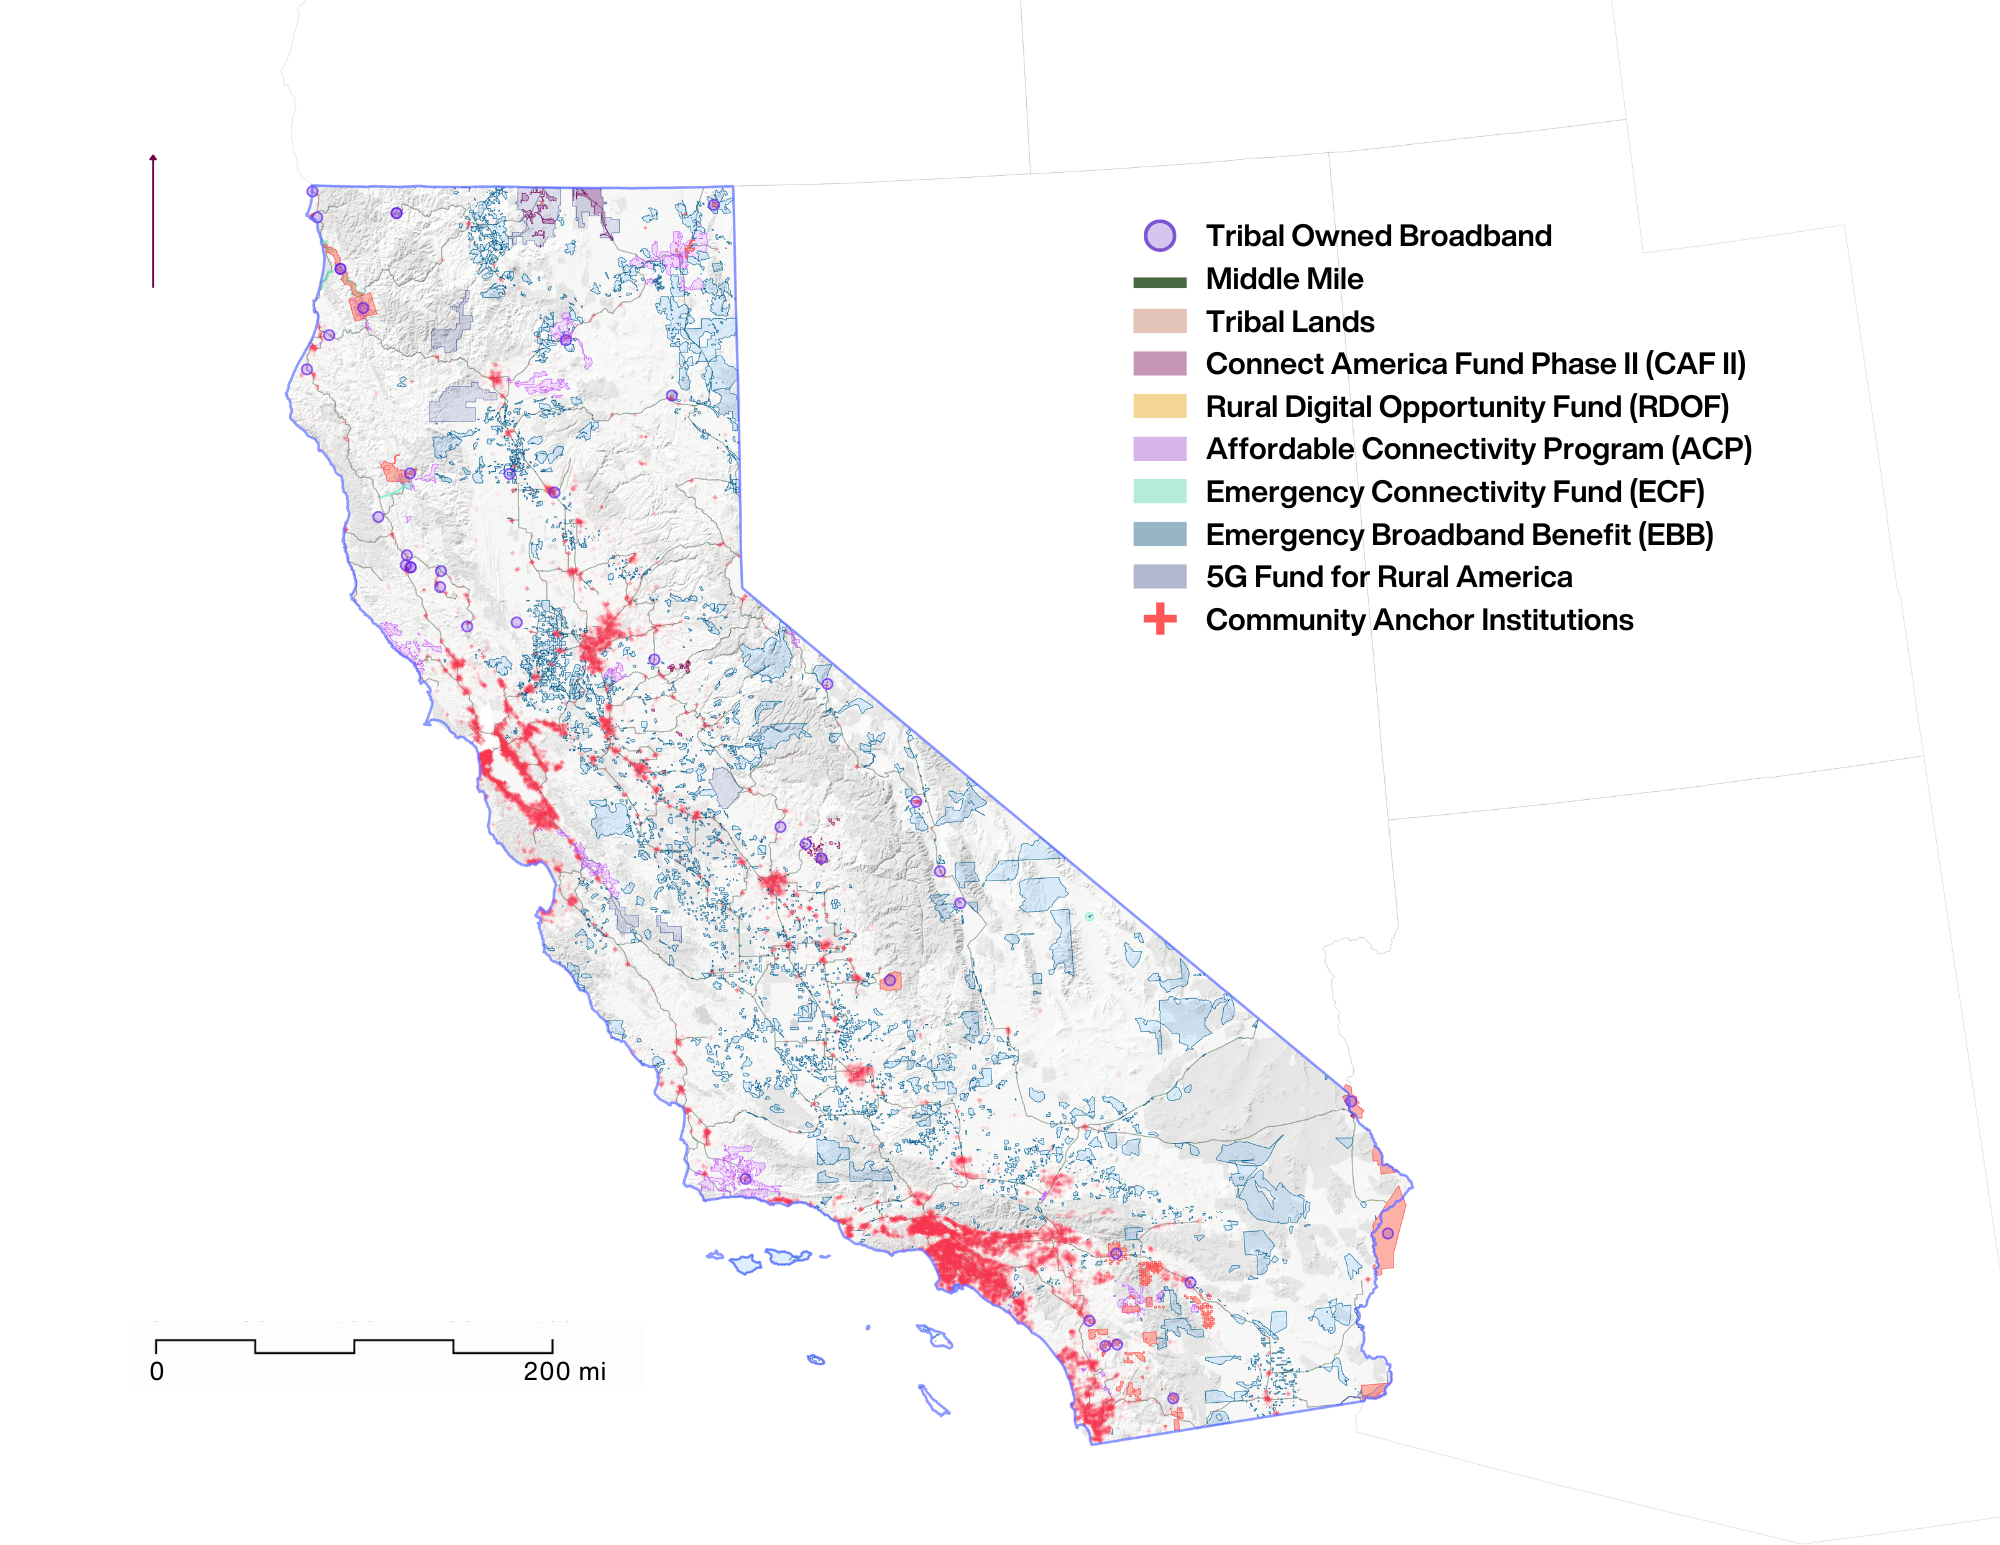 Tribal Owned Broadband
Middle Mile
Tribal Lands
Connect America Fund Phase II (CAF II)
Rural Digital Opportunity Fund (RDOF)
Affordable Connectivity Program (ACP)
Emergency Connectivity Fund (ECF)
Emergency Broadband Benefit (EBB)
5G Fund for Rural America
Community Anchor Institutions
0 200 mi